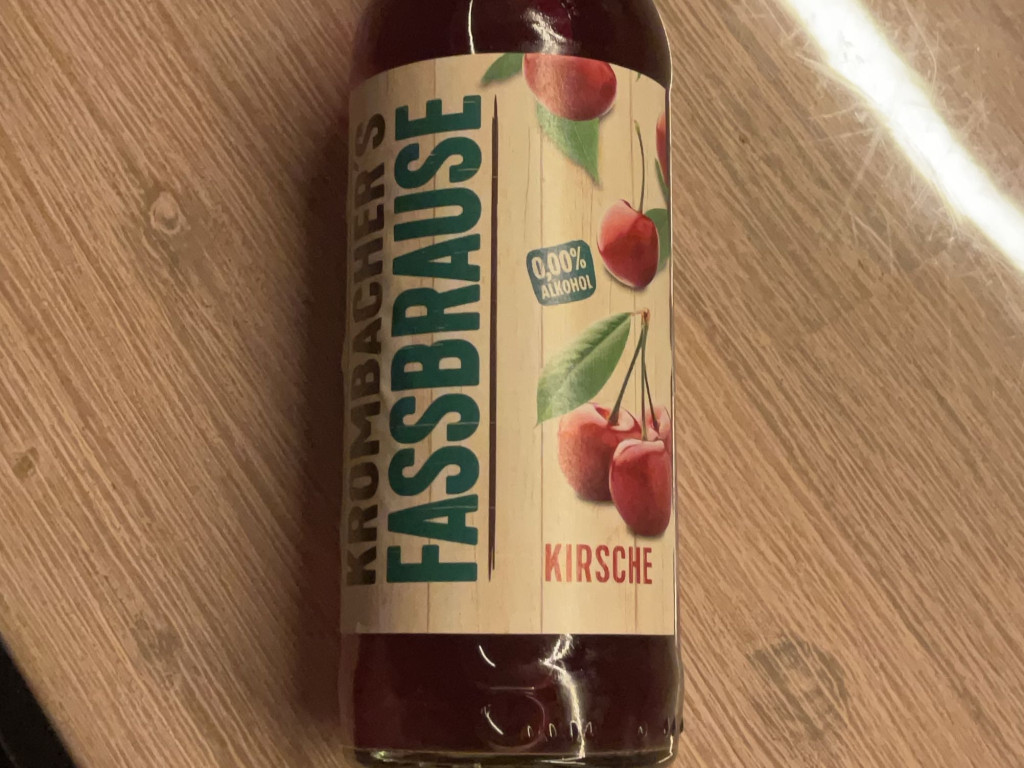 KROMBACHER'S
FASSBRAUSE
0,00%
ALKOHOL
KIRSCHE